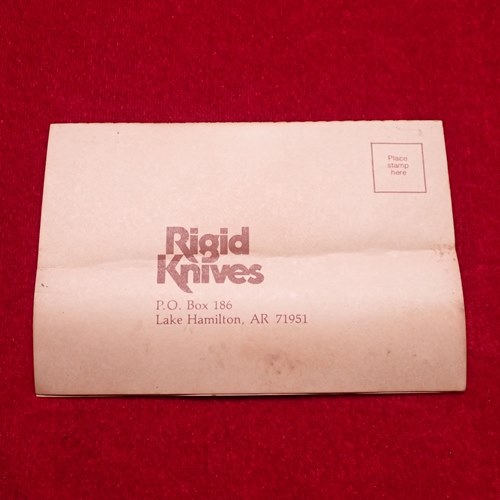 Place
stamp
here
Rigid
Knives
P.O. Box 186
Lake Hamilton, AR 71951